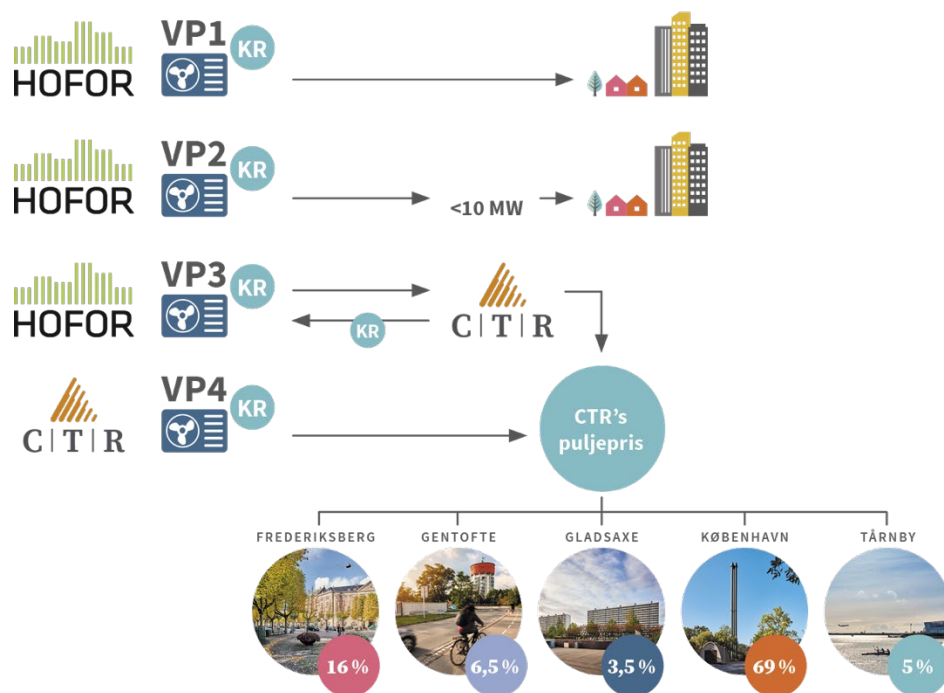 HOFOR
VP1
KR
HOFOR
VP2
KR
<10 MW
HOFOR
VP3
KR
KR
C|T|R
C|T|R
VP4
KR
CTR's
puljepris
FREDERIKSBERG
GENTOFTE
GLADSAXE
KØBENHAVN
TÅRNBY
16 %
6,5 %
3,5 %
69 %
5 %